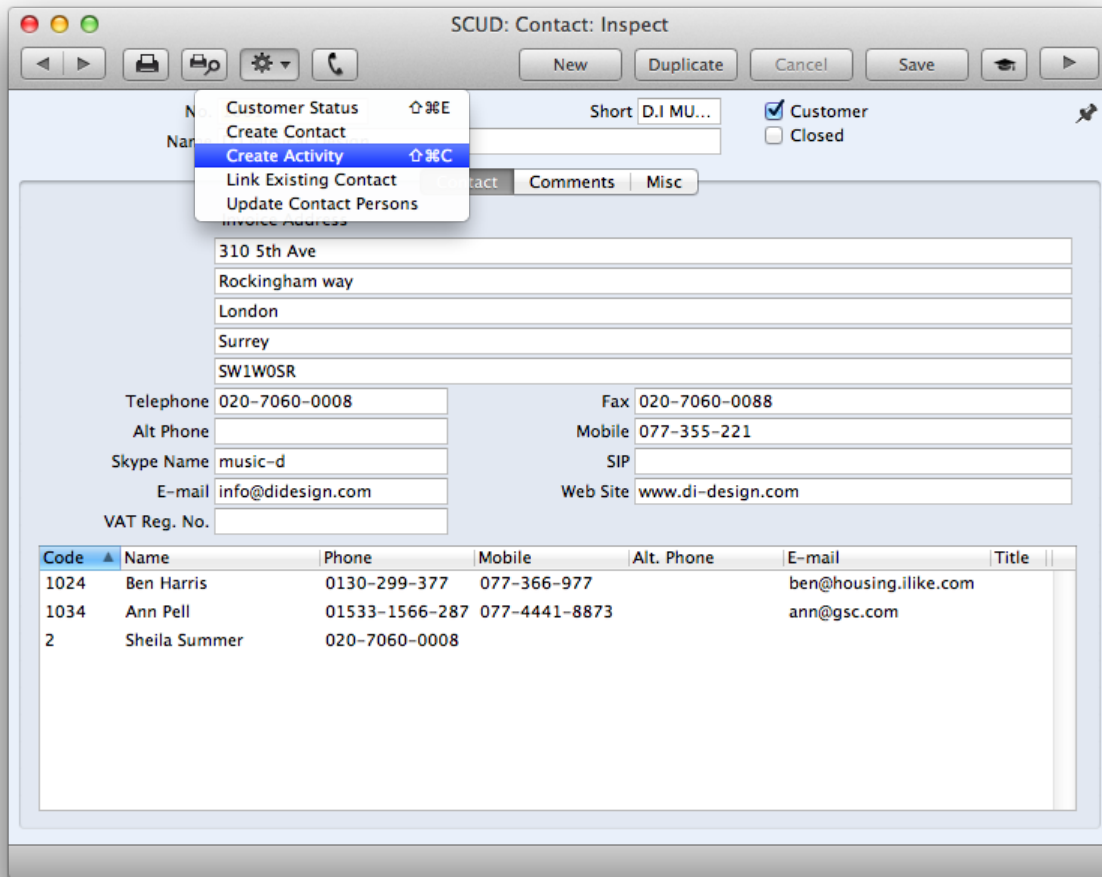 SCUD: Contact: Inspect
New Duplicate Cancel Save
No. Short D.I MU... Customer
Closed
Customer Status ⇧⌘E
Create Contact
Create Activity ⇧⌘C
Link Existing Contact
Update Contact Persons
Contact Comments Misc
Invoice Address
310 5th Ave
Rockingham way
London
Surrey
SW1W0SR
Telephone 020-7060-0008 Fax 020-7060-0088
Alt Phone Mobile 077-355-221
Skype Name music-d SIP
E-mail info@didesign.com Web Site www.di-design.com
VAT Reg. No.
Code Name Phone Mobile Alt. Phone E-mail Title
1024 Ben Harris 0130-299-377 077-366-977 ben@housing.ilike.com
1034 Ann Pell 01533-1566-287 077-4441-8873 ann@gsc.com
2 Sheila Summer 020-7060-0008